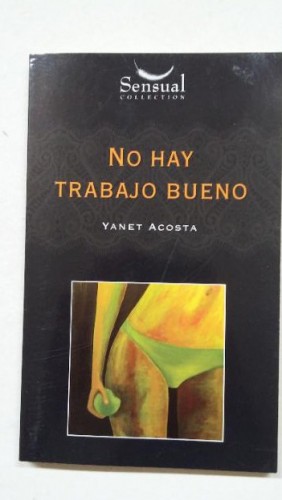 Sensual
COLLECTION
NO HAY
TRABAJO BUENO
YANET ACOSTA